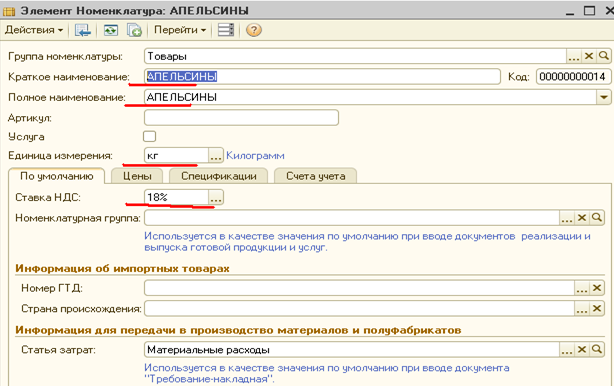 Элемент Номенклатура: АПЕЛЬСИНЫ
Действия Перейти
Группа номенклатуры: Товары
Краткое наименование: АПЕЛЬСИНЫ Код: 00000000014
Полное наименование: АПЕЛЬСИНЫ
Артикул:
Услуга
Единица измерения: кг Килограмм
По умолчанию Цены Спецификации Счета учета
Ставка НДС: 18%
Номенклатурная группа:
Используется в качестве значения по умолчанию при вводе документов реализации и
выпуска готовой продукции и услуг.
Информация об импортных товарах
Номер ГТД:
Страна происхождения:
Информация для передачи в производство материалов и полуфабрикатов
Статья затрат: Материальные расходы
Используется в качестве значения по умолчанию при вводе документа
"Требование-накладная".